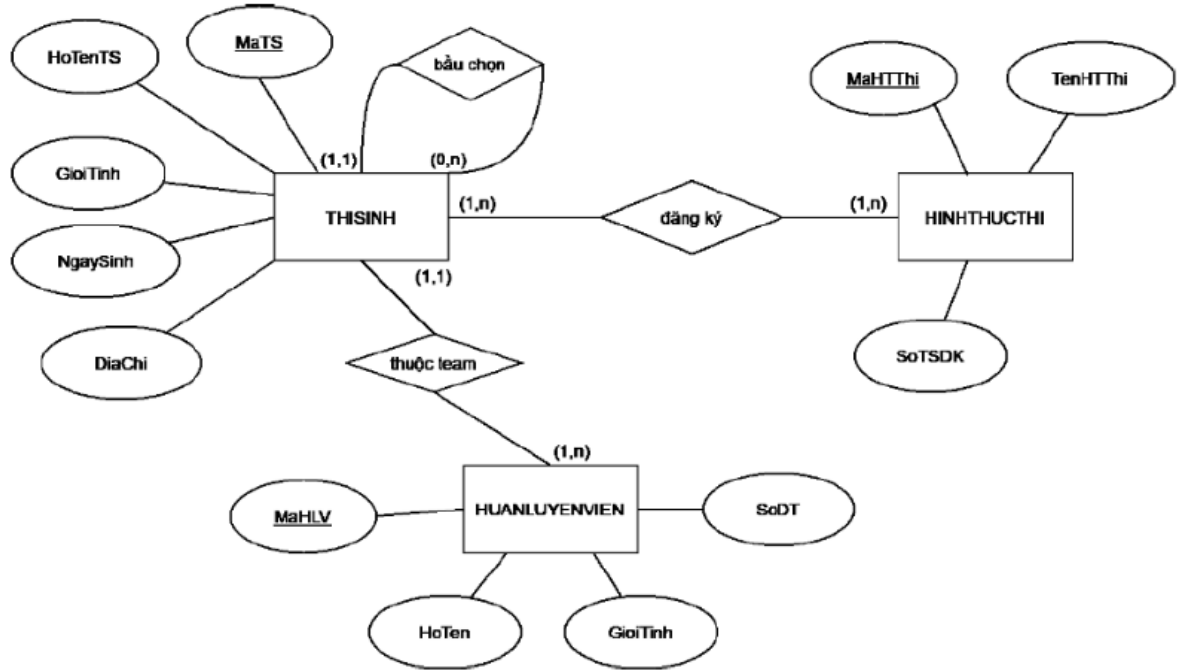 MaTS
HoTenTS
bầu chọn
MaHTThi
TenHTThi
(1,1)
(0,n)
GioiTinh
THISINH
(1,n)
đăng ký
(1,n)
HINHTHUCTHI
NgaySinh
(1,1)
DiaChi
thuộc team
SoTSDK
(1,n)
MaHLV
HUANLUYENVIEN
SoDT
HoTen
GioiTinh